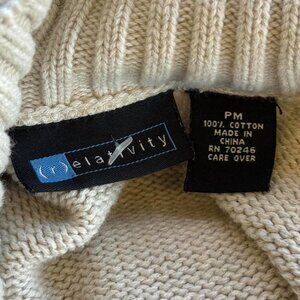 (r)elativity
PM
100% COTTON
MADE IN
CHINA
RN 70246
CARE OVER